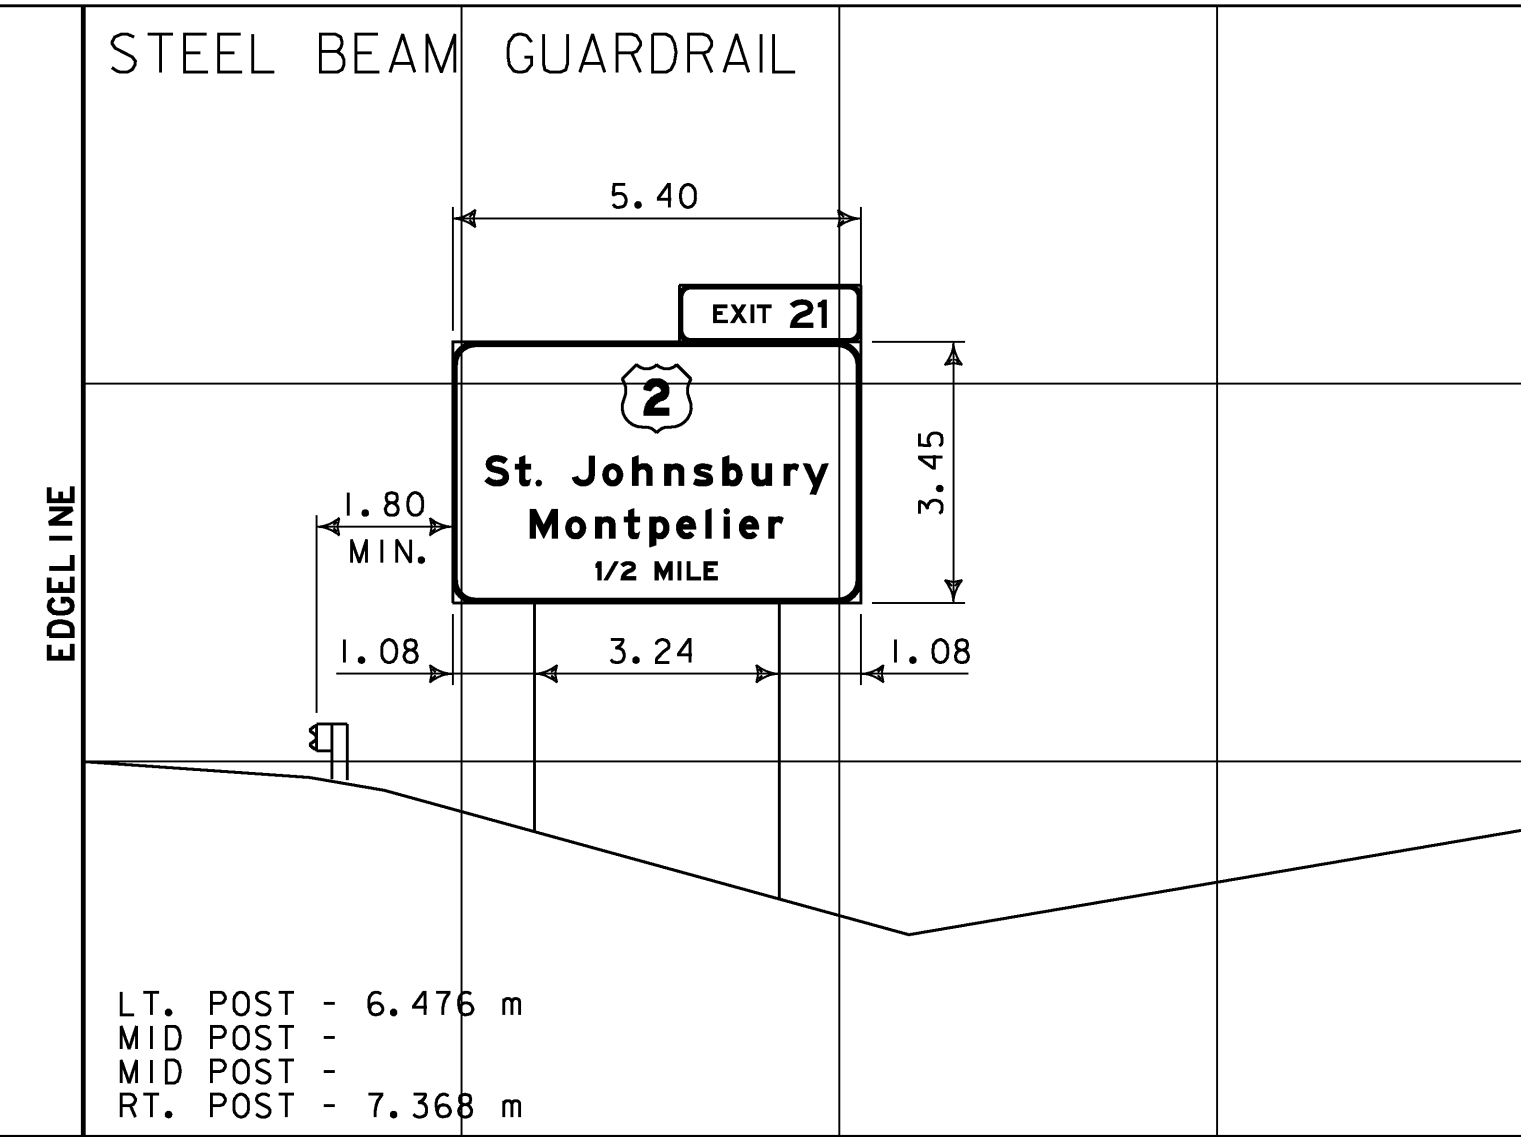 STEEL BEAM GUARDRAIL
5.40
EXIT 21
2
St. Johnsbury
Montpelier
1/2 MILE
3.45
1.80
MIN.
EDGELINE
1.08
3.24
1.08
LT. POST - 6.476 m
MID POST -
MID POST -
RT. POST - 7.368 m